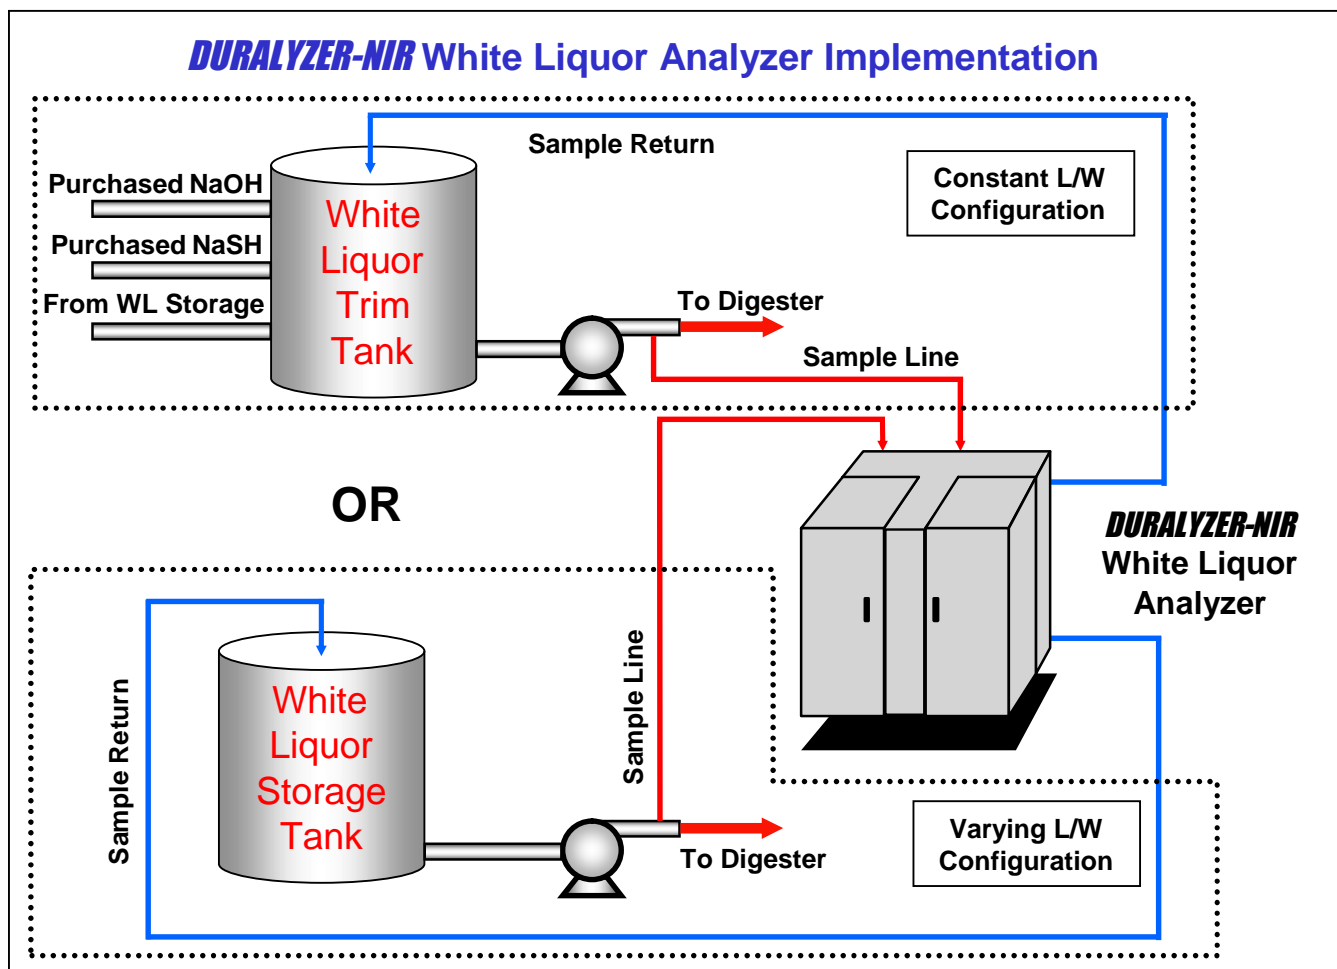 DURALYZER-NIR White Liquor Analyzer Implementation
Sample Return
Constant L/W
Configuration
Purchased NaOH
Purchased NaSH
From WL Storage
White
Liquor
Trim
Tank
To Digester
Sample Line
OR
DURALYZER-NIR
White Liquor
Analyzer
Sample Return
White
Liquor
Storage
Tank
Sample Line
To Digester
Varying L/W
Configuration